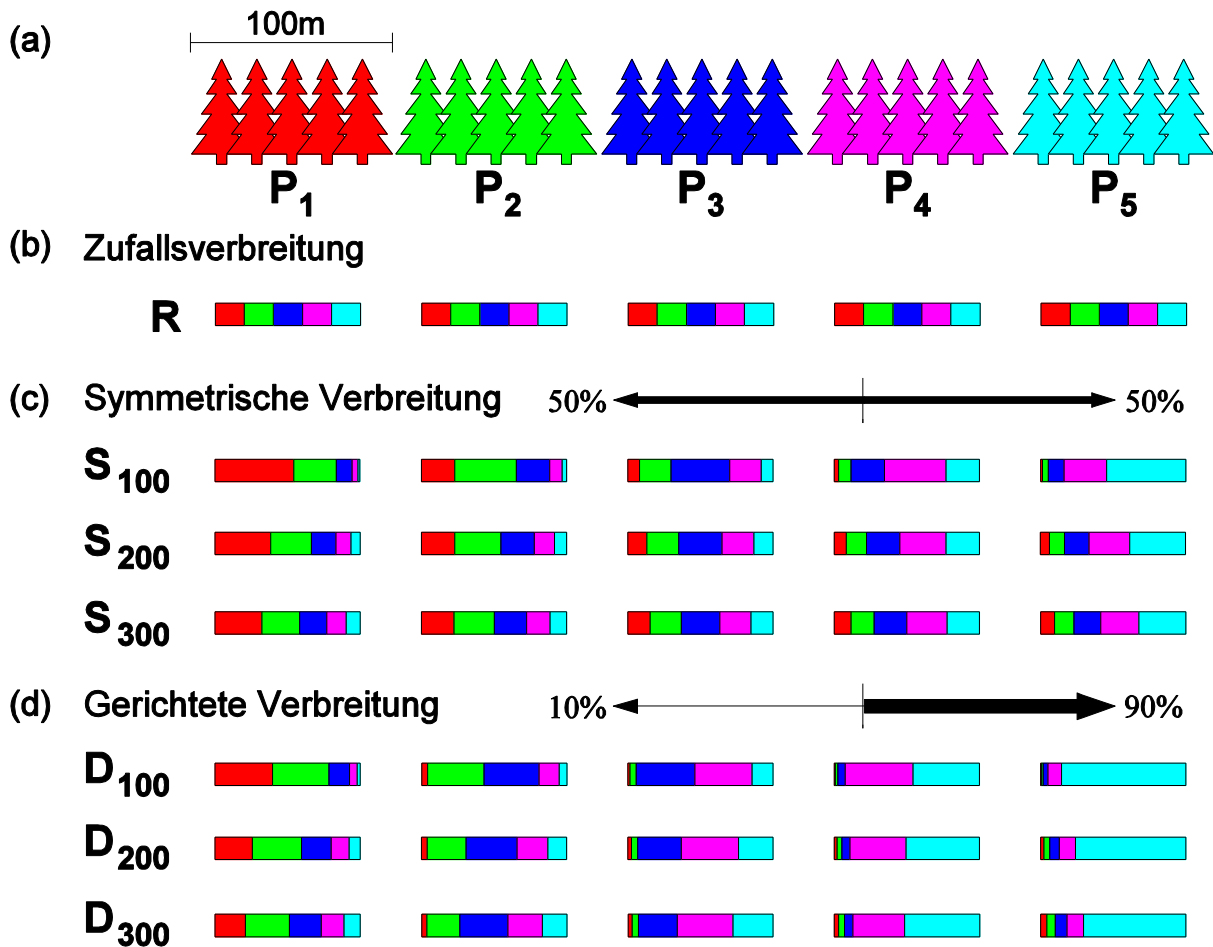 (a) 100m
P1 P2 P3 P4 P5
(b) Zufallsverbreitung
R
(c) Symmetrische Verbreitung 50% 50%
S100
S200
S300
(d) Gerichtete Verbreitung 10% 90%
D100
D200
D300